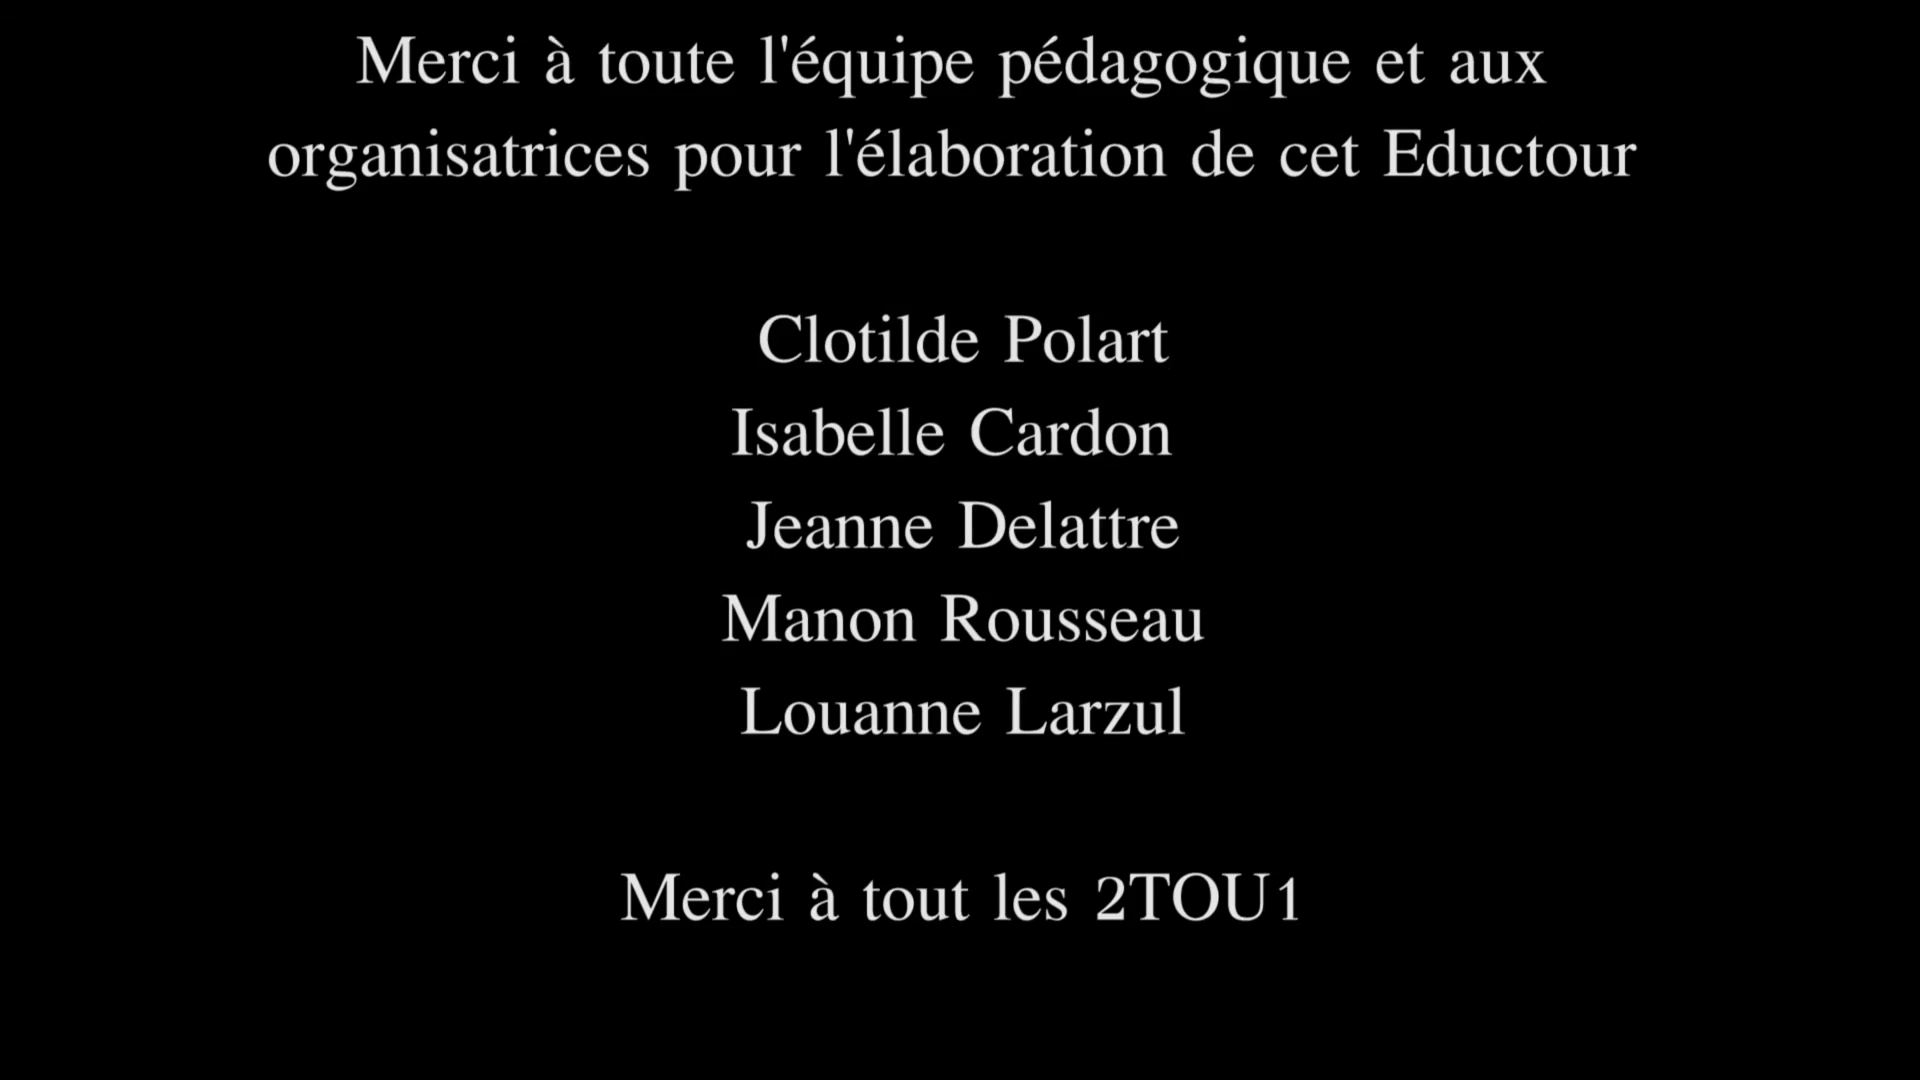 Merci à toute l'équipe pédagogique et aux
organisatrices pour l'élaboration de cet Eductour
Clotilde Polart
Isabelle Cardon
Jeanne Delattre
Manon Rousseau
Louanne Larzul
Merci à tout les 2TOU1